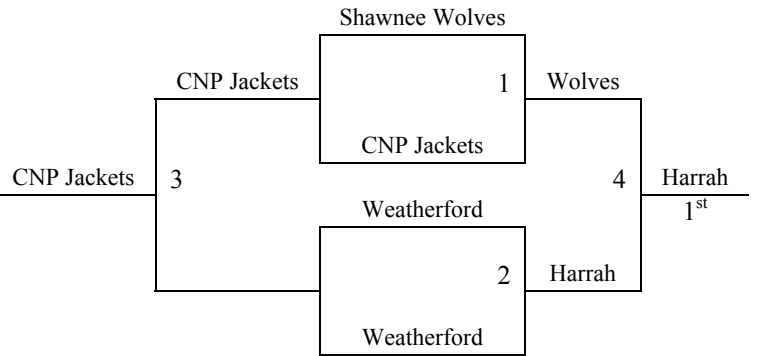 Shawnee Wolves
CNP Jackets
1
Wolves
CNP Jackets
CNP Jackets
3
4
Harrah
1st
Weatherford
2
Harrah
Weatherford